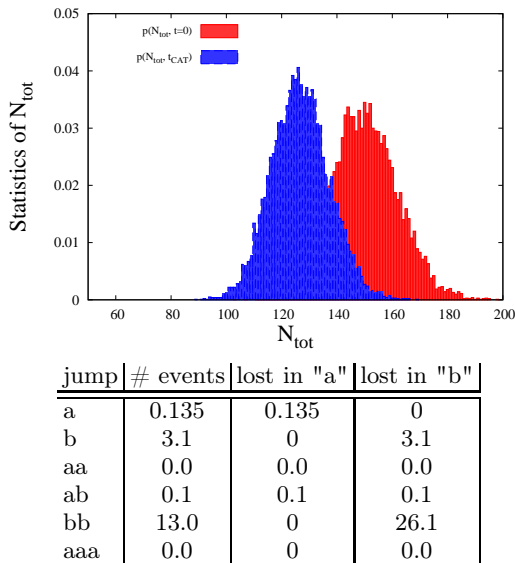 0.05
p(N_tot, t=0)
p(N_tot, t_CAT)
0.04
0.03
0.02
0.01
0
Statistics of N_tot
60 80 100 120 140 160 180 200
N_tot
jump # events lost in "a" lost in "b"
a 0.135 0.135 0
b 3.1 0 3.1
aa 0.0 0.0 0.0
ab 0.1 0.1 0.1
bb 13.0 0 26.1
aaa 0.0 0 0.0